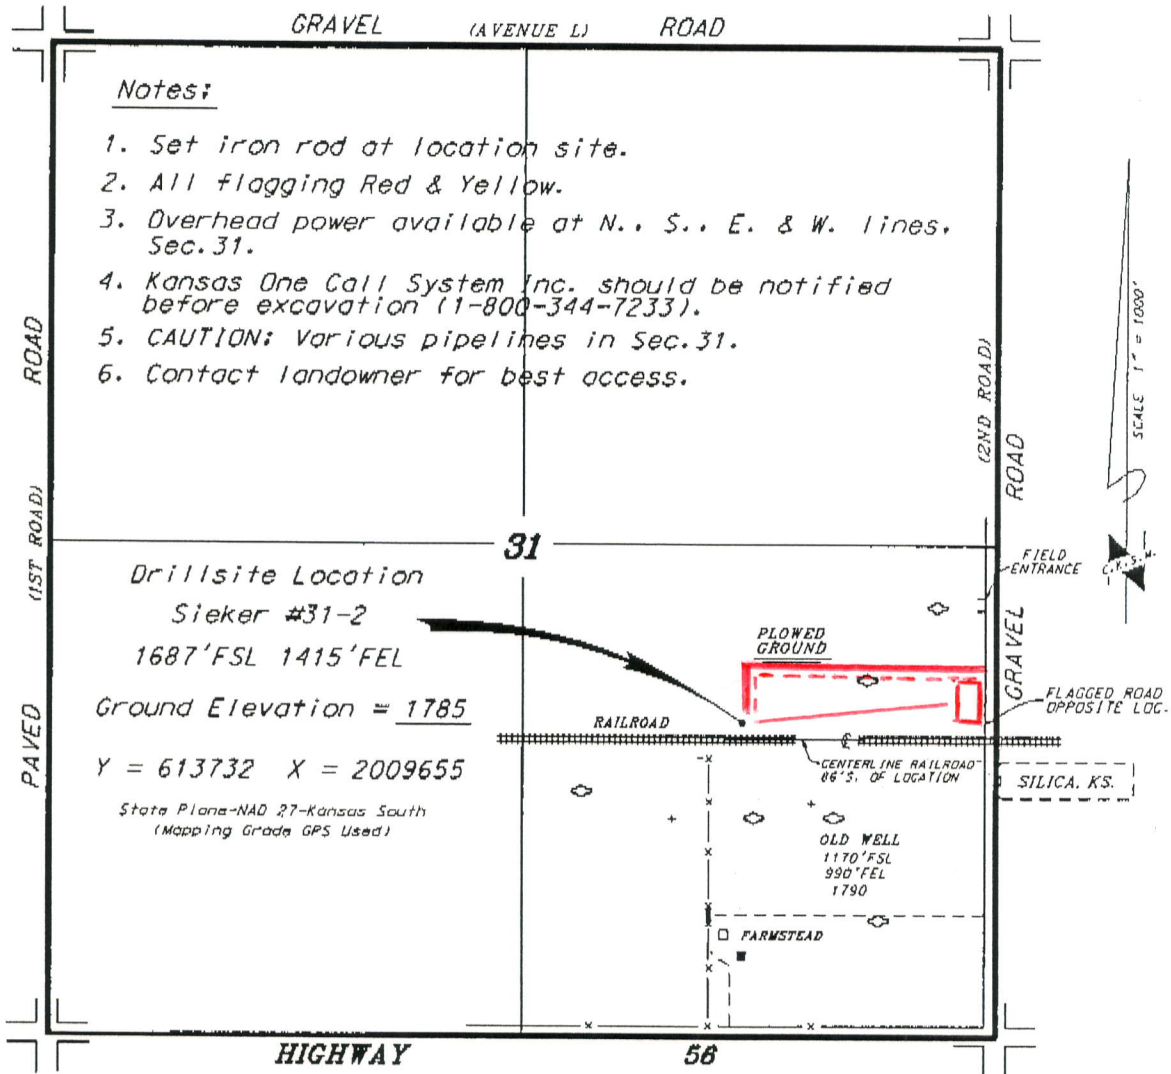 GRAVEL (AVENUE L) ROAD
Notes:
1. Set iron rod at location site.
2. All flagging Red & Yellow.
3. Overhead power available at N., S., E. & W. lines,
Sec.31.
4. Kansas One Call System Inc. should be notified
before excavation (1-800-344-7233).
5. CAUTION: Various pipelines in Sec.31.
6. Contact landowner for best access.
PAVED (1ST ROAD) ROAD
GRAVEL (2ND ROAD) ROAD
SCALE 1" = 1000'
31
Drillsite Location
Sieker #31-2
1687'FSL 1415'FEL
Ground Elevation = 1785
Y = 613732 X = 2009655
State Plane-NAD 27-Kansas South
(Mapping Grade GPS Used)
FIELD
ENTRANCE
PLOWED
GROUND
FLAGGED ROAD
OPPOSITE LOC.
RAILROAD
CENTERLINE RAILROAD
86'S. OF LOCATION
SILICA, KS.
OLD WELL
1170'FSL
990'FEL
1790
FARMSTEAD
HIGHWAY 56